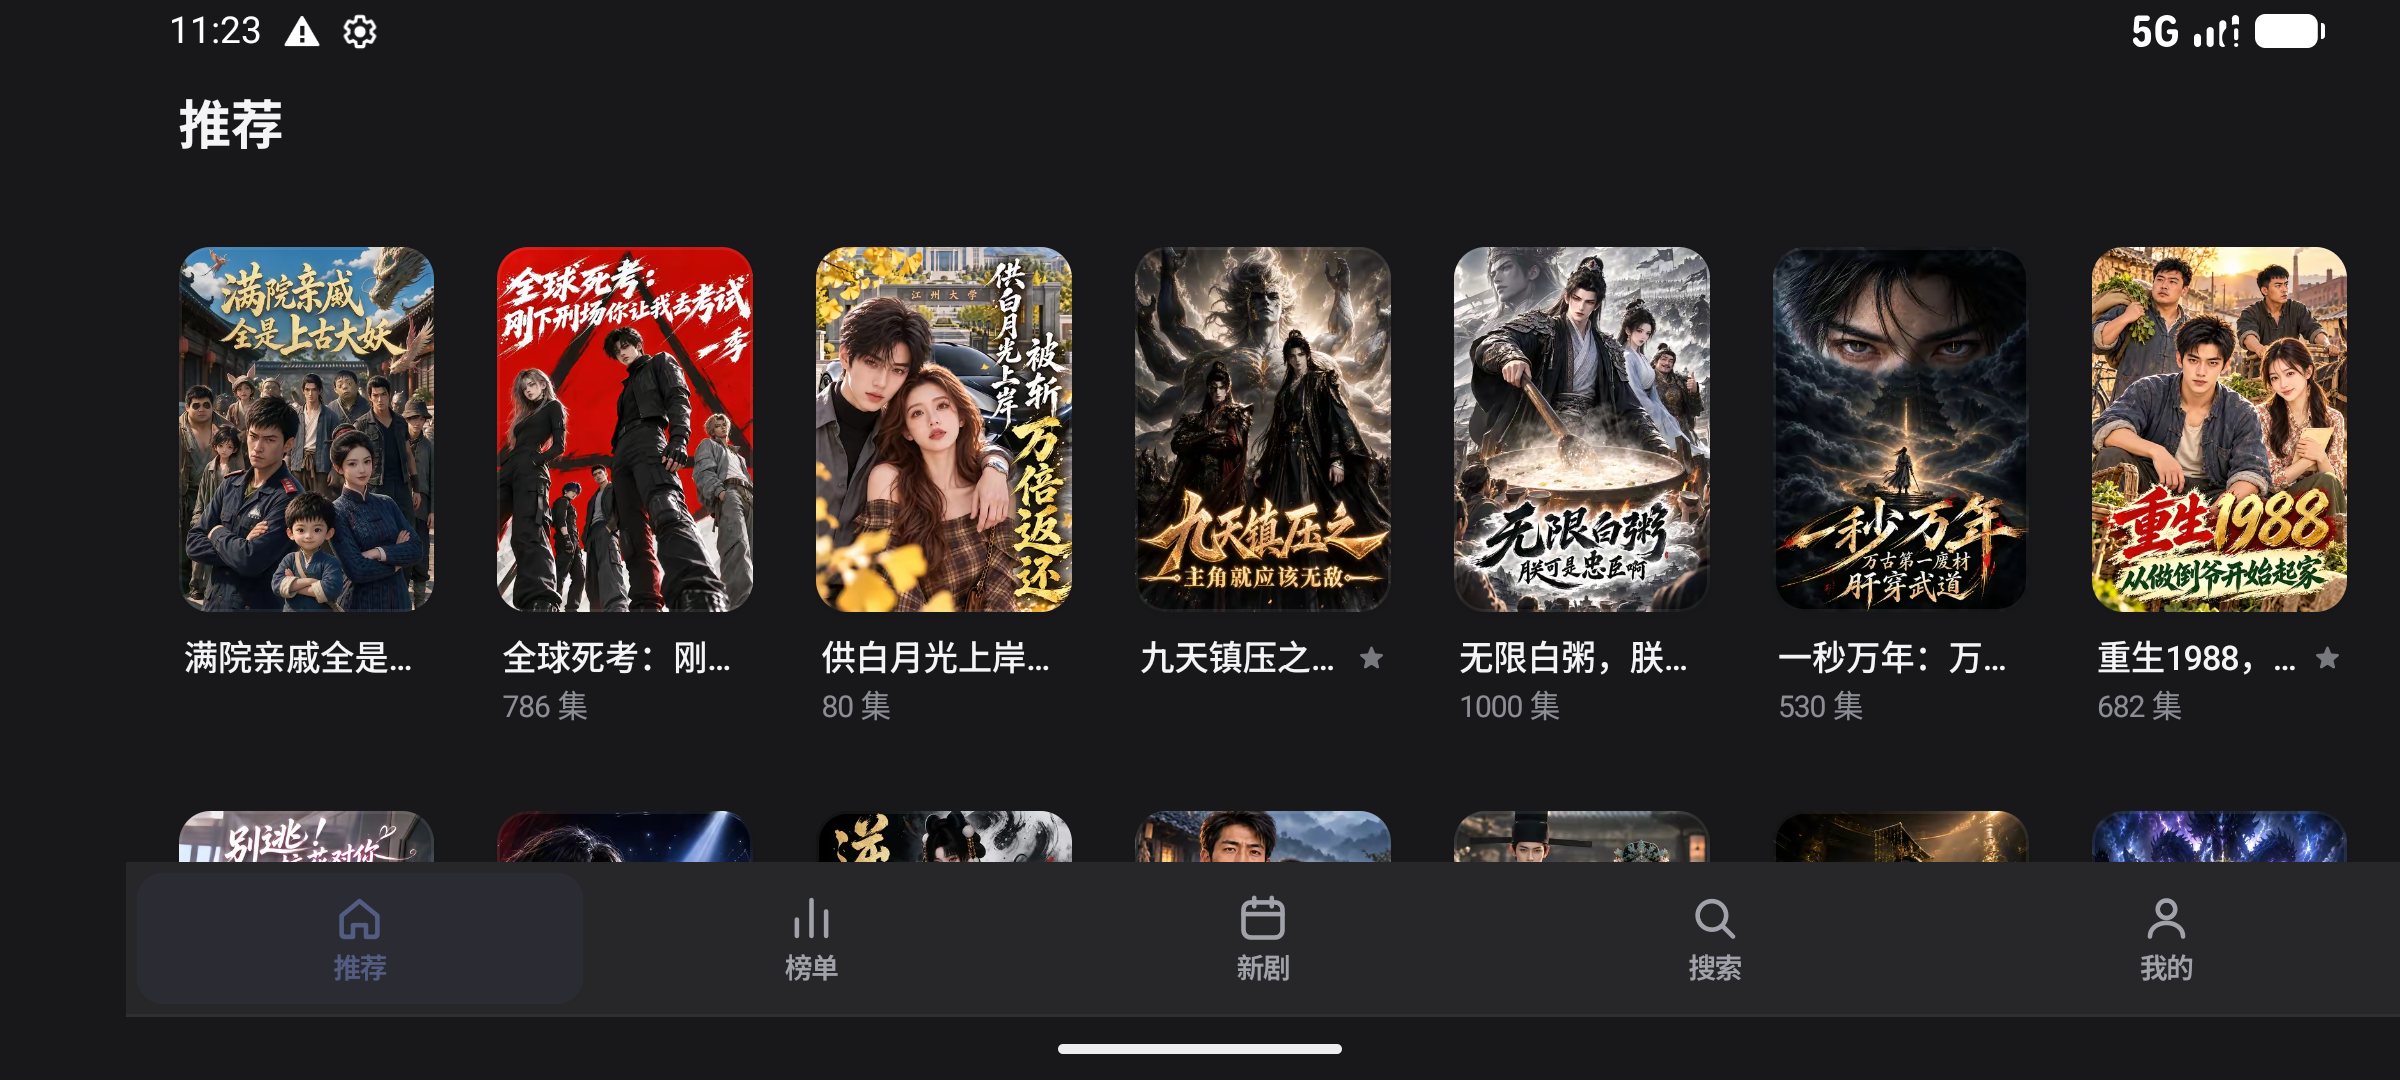 11:23
5G
推荐
满院亲戚
全是上古大妖
全球死考：
刚下刑场你让我去考试
一季
江州大学
供白月光上岸
被斩
万倍返还
九天镇压之
主角就应该无敌
无限白粥
朕可是忠臣啊
一秒万年
万古第一废材
肝穿武道
重生1988
从做倒爷开始起家
满院亲戚全是...
全球死考：刚...
786 集
供白月光上岸...
80 集
九天镇压之...
无限白粥，朕...
1000 集
一秒万年：万...
530 集
重生1988，...
682 集
别逃！
逆
推荐
榜单
新剧
搜索
我的